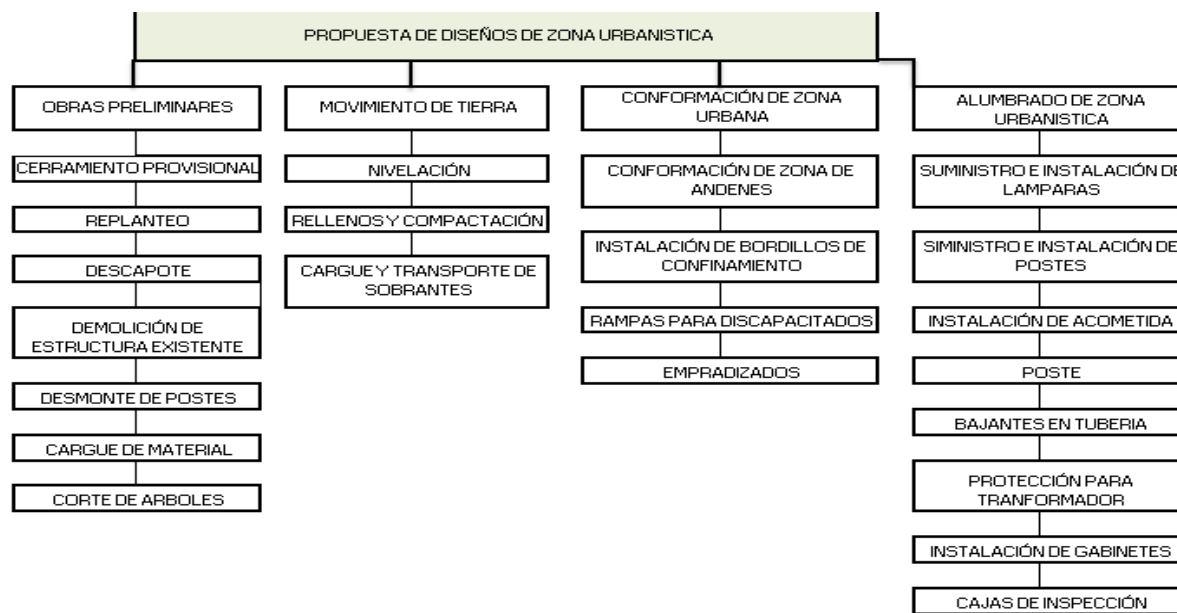 PROPUESTA DE DISEÑOS DE ZONA URBANISTICA
OBRAS PRELIMINARES
CERRAMIENTO PROVISIONAL
REPLANTEO
DESCAPOTE
DEMOLICIÓN DE
ESTRUCTURA EXISTENTE
DESMONTE DE POSTES
CARGUE DE MATERIAL
CORTE DE ARBOLES
MOVIMIENTO DE TIERRA
NIVELACIÓN
RELLENOS Y COMPACTACIÓN
CARGUE Y TRANSPORTE DE
SOBRANTES
CONFORMACIÓN DE ZONA
URBANA
CONFORMACIÓN DE ZONA DE
ANDENES
INSTALACIÓN DE BORDILLOS DE
CONFINAMIENTO
RAMPAS PARA DISCAPACITADOS
EMPRADIZADOS
ALUMBRADO DE ZONA
URBANISTICA
SUMINISTRO E INSTALACIÓN DE
LAMPARAS
SIMINISTRO E INSTALACIÓN DE
POSTES
INSTALACIÓN DE ACOMETIDA
POSTE
BAJANTES EN TUBERIA
PROTECCIÓN PARA
TRANFORMADOR
INSTALACIÓN DE GABINETES
CAJAS DE INSPECCIÓN